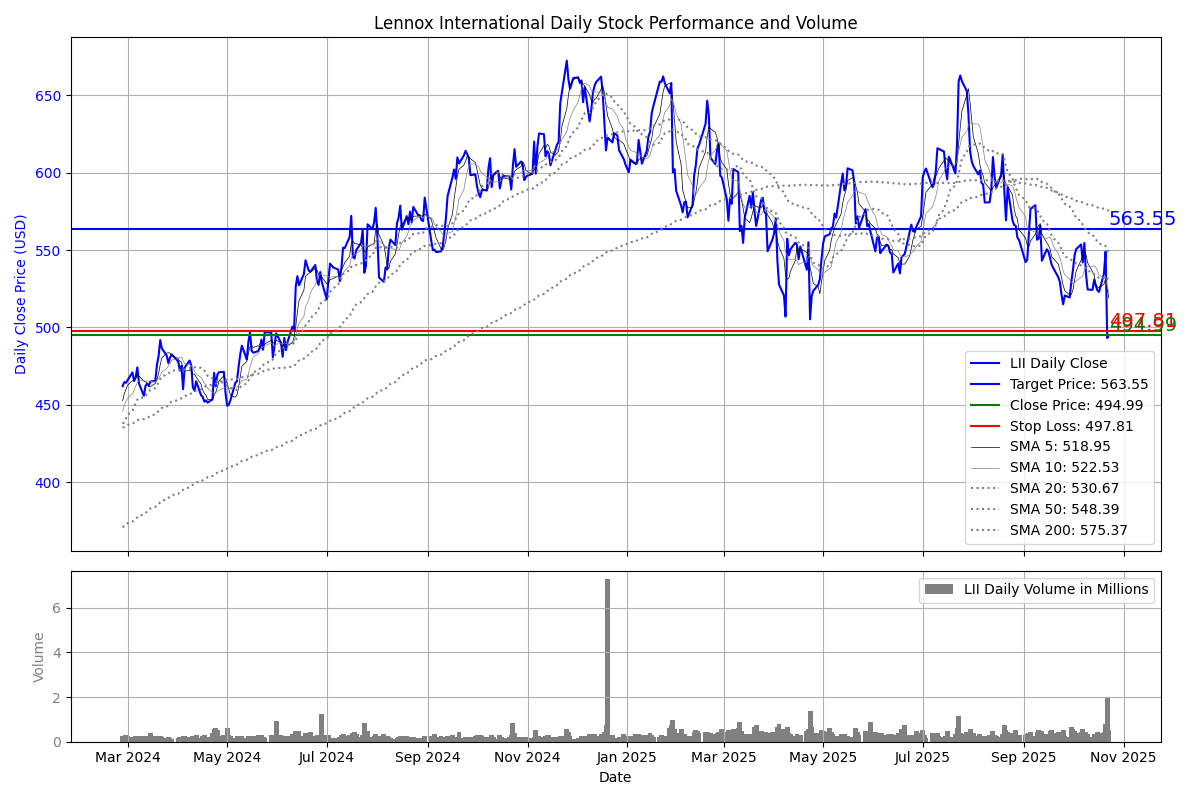 Lennox International Daily Stock Performance and Volume
Daily Close Price (USD)
650
600
550
500
450
400
563.55
497.81
494.99
LII Daily Close
Target Price: 563.55
Close Price: 494.99
Stop Loss: 497.81
SMA 5: 518.95
SMA 10: 522.53
SMA 20: 530.67
SMA 50: 548.39
SMA 200: 575.37
Volume
6
4
2
0
LII Daily Volume in Millions
Mar 2024 May 2024 Jul 2024 Sep 2024 Nov 2024 Jan 2025 Mar 2025 May 2025 Jul 2025 Sep 2025 Nov 2025
Date